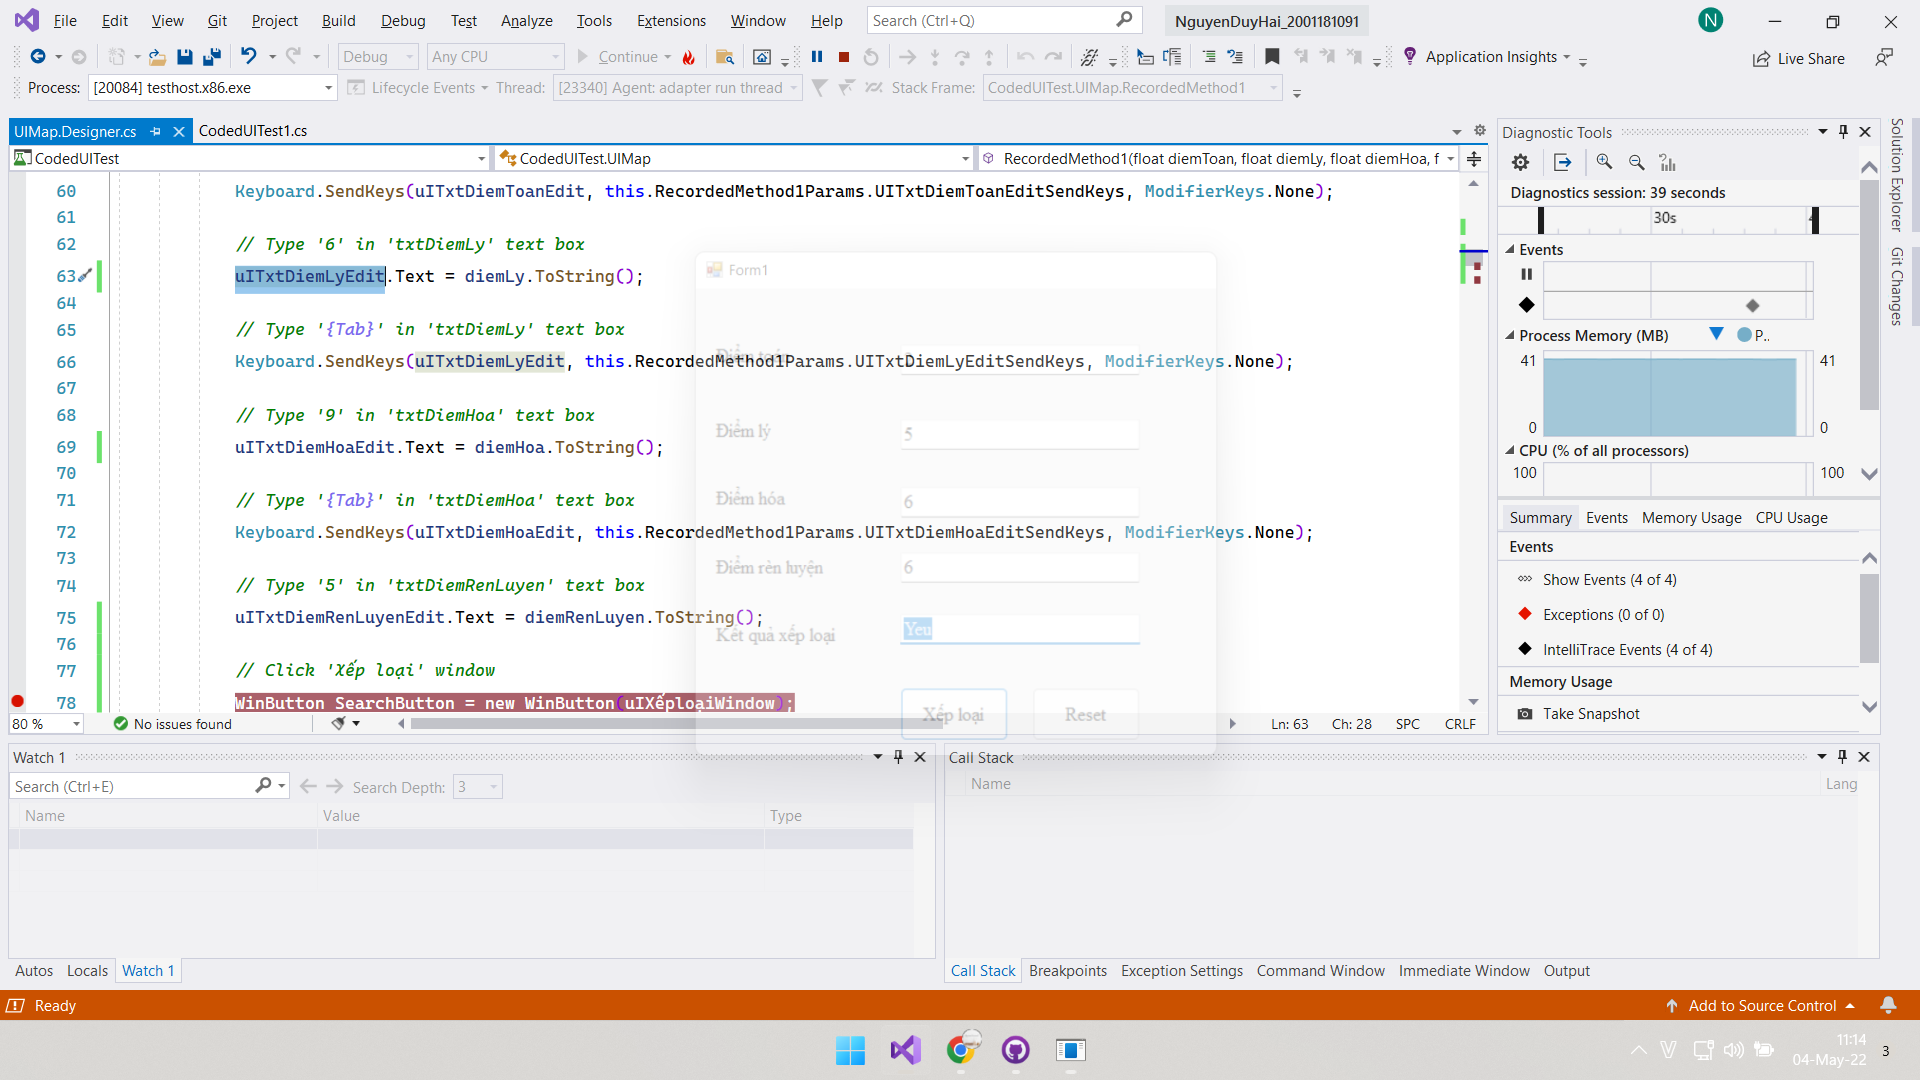 File Edit View Git Project Build Debug Test Analyze Tools Extensions Window Help Search (Ctrl+Q) NguyenDuyHai_2001181091 N
Debug Any CPU Continue Application Insights Live Share
Process: [20084] testhost.x86.exe Lifecycle Events Thread: [23340] Agent: adapter run thread Stack Frame: CodedUITest.UIMap.RecordedMethod1
UIMap.Designer.cs CodedUITest1.cs
CodedUITest CodedUITest.UIMap RecordedMethod1(float diemToan, float diemLy, float diemHoa, f
60 Keyboard.SendKeys(uITxtDiemToanEdit, this.RecordedMethod1Params.UITxtDiemToanEditSendKeys, ModifierKeys.None);
61
62 // Type '6' in 'txtDiemLy' text box
63 uITxtDiemLyEdit.Text = diemLy.ToString();
64
65 // Type '{Tab}' in 'txtDiemLy' text box
66 Keyboard.SendKeys(uITxtDiemLyEdit, this.RecordedMethod1Params.UITxtDiemLyEditSendKeys, ModifierKeys.None);
67
68 // Type '9' in 'txtDiemHoa' text box
69 uITxtDiemHoaEdit.Text = diemHoa.ToString();
70
71 // Type '{Tab}' in 'txtDiemHoa' text box
72 Keyboard.SendKeys(uITxtDiemHoaEdit, this.RecordedMethod1Params.UITxtDiemHoaEditSendKeys, ModifierKeys.None);
73
74 // Type '5' in 'txtDiemRenLuyen' text box
75 uITxtDiemRenLuyenEdit.Text = diemRenLuyen.ToString();
76
77 // Click 'Xếp loại' window
78 WinButton SearchButton = new WinButton(uIXếploạiWindow);
80 % No issues found Ln: 63 Ch: 28 SPC CRLF
Form1
Điểm toán
Điểm lý 5
Điểm hóa 6
Điểm rèn luyện 6
Kết quả xếp loại Yeu
Xếp loại Reset
Diagnostic Tools
Diagnostics session: 39 seconds
30s 4
Events
Process Memory (MB) P..
41 41
0 0
CPU (% of all processors)
100 100
Summary Events Memory Usage CPU Usage
Events
Show Events (4 of 4)
Exceptions (0 of 0)
IntelliTrace Events (4 of 4)
Memory Usage
Take Snapshot
Solution Explorer
Git Changes
Watch 1
Search (Ctrl+E) Search Depth: 3
Name Value Type
Autos Locals Watch 1
Call Stack
Name Lang
Call Stack Breakpoints Exception Settings Command Window Immediate Window Output
Ready Add to Source Control
V 11:14
04-May-22 3